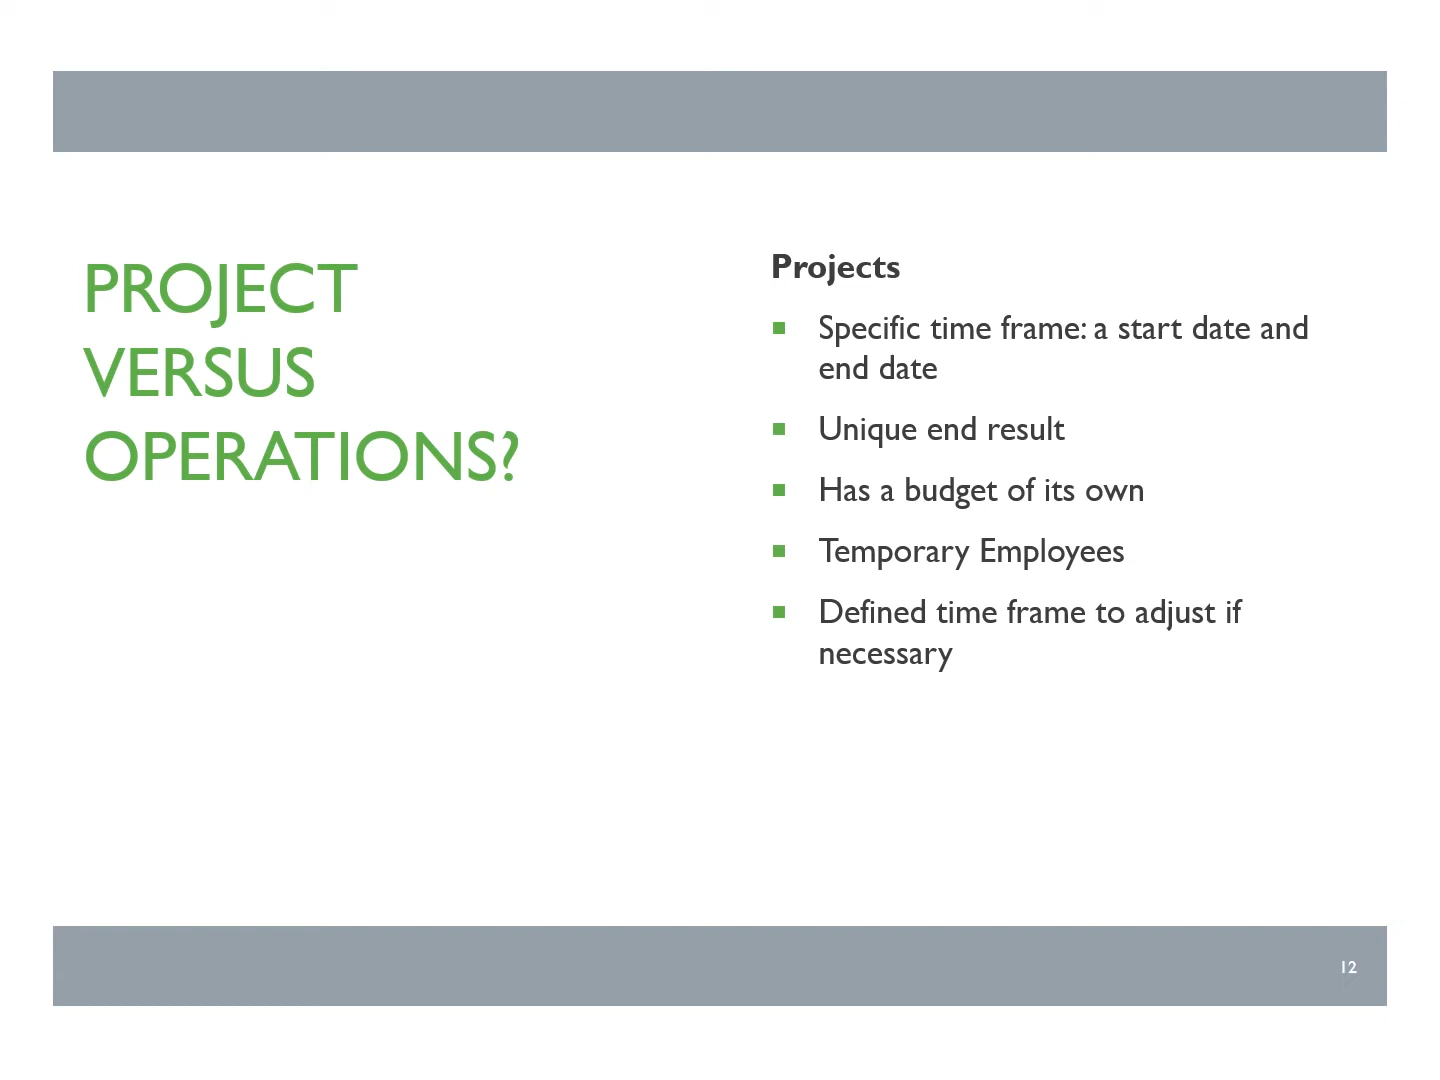 PROJECT
VERSUS
OPERATIONS?
Projects
Specific time frame: a start date and
end date
Unique end result
Has a budget of its own
Temporary Employees
Defined time frame to adjust if
necessary
12